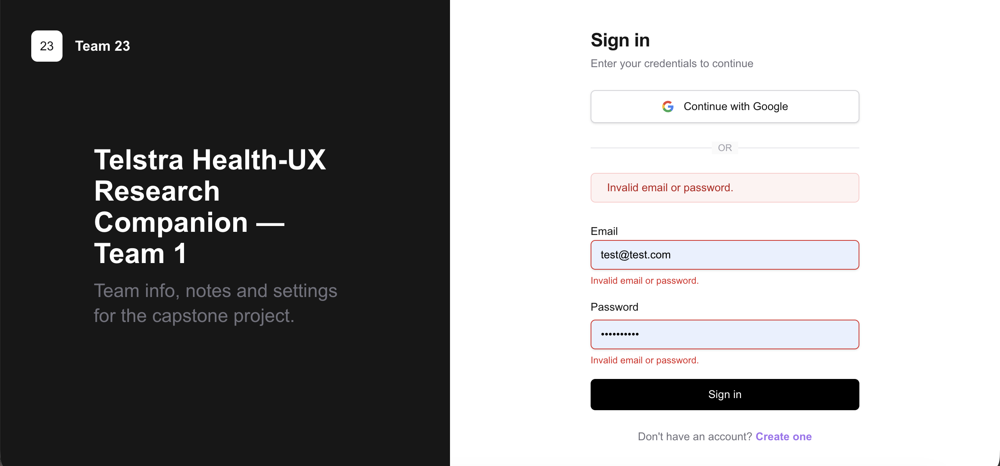 23
Team 23
Telstra Health-UX
Research
Companion —
Team 1
Team info, notes and settings
for the capstone project.
Sign in
Enter your credentials to continue
Continue with Google
OR
Invalid email or password.
Email
test@test.com
Invalid email or password.
Password
••••••••••
Invalid email or password.
Sign in
Don't have an account? Create one